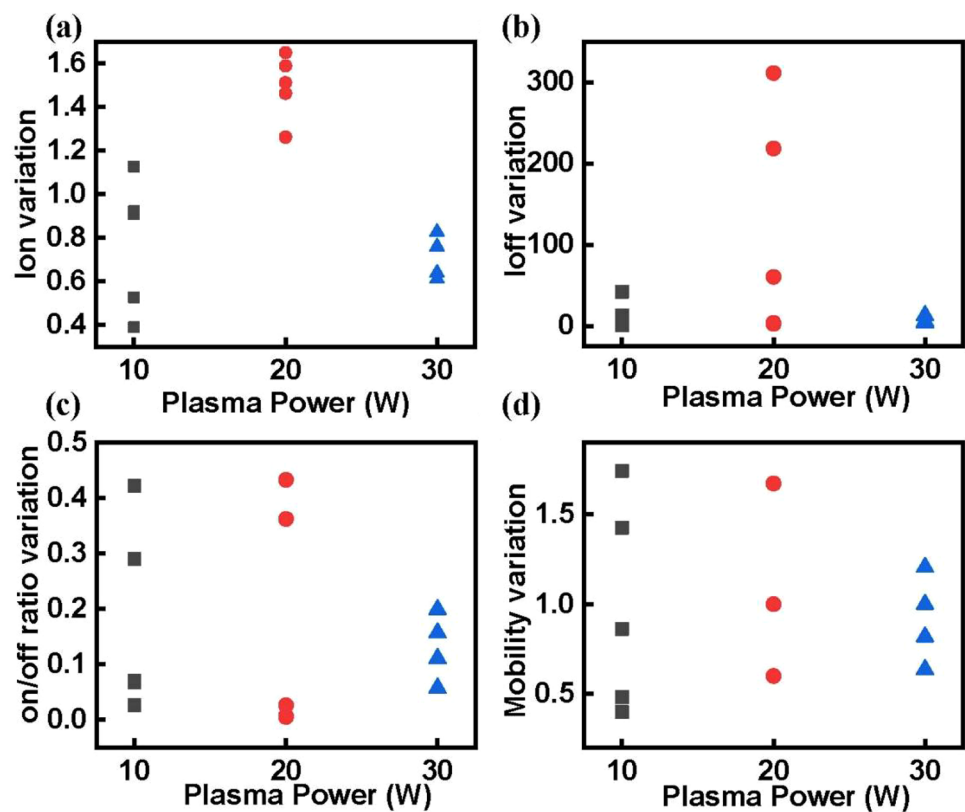 (a)
Ion variation
1.6
1.4
1.2
1.0
0.8
0.6
0.4
10 20 30
Plasma Power (W)
(b)
Ioff variation
300
200
100
0
10 20 30
Plasma Power (W)
(c)
on/off ratio variation
0.5
0.4
0.3
0.2
0.1
0.0
10 20 30
Plasma Power (W)
(d)
Mobility variation
1.5
1.0
0.5
10 20 30
Plasma Power (W)